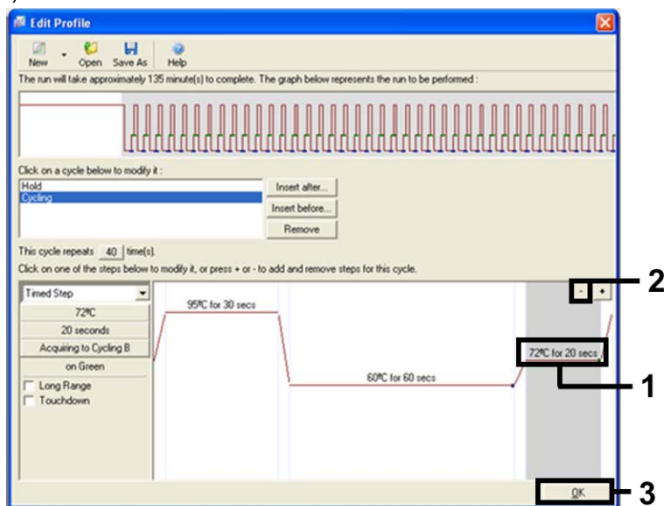 Edit Profile
New Open Save As Help
The run will take approximately 135 minute(s) to complete. The graph below represents the run to be performed :
Click on a cycle below to modify it :
Hold
Cycling
Insert after...
Insert before...
Remove
This cycle repeats 40 time(s).
Click on one of the steps below to modify it, or press + or - to add and remove steps for this cycle.
Timed Step
72ºC
20 seconds
Acquiring to Cycling B
on Green
Long Range
Touchdown
95ºC for 30 secs
60ºC for 60 secs
72ºC for 20 secs
- +
2
1
OK
3